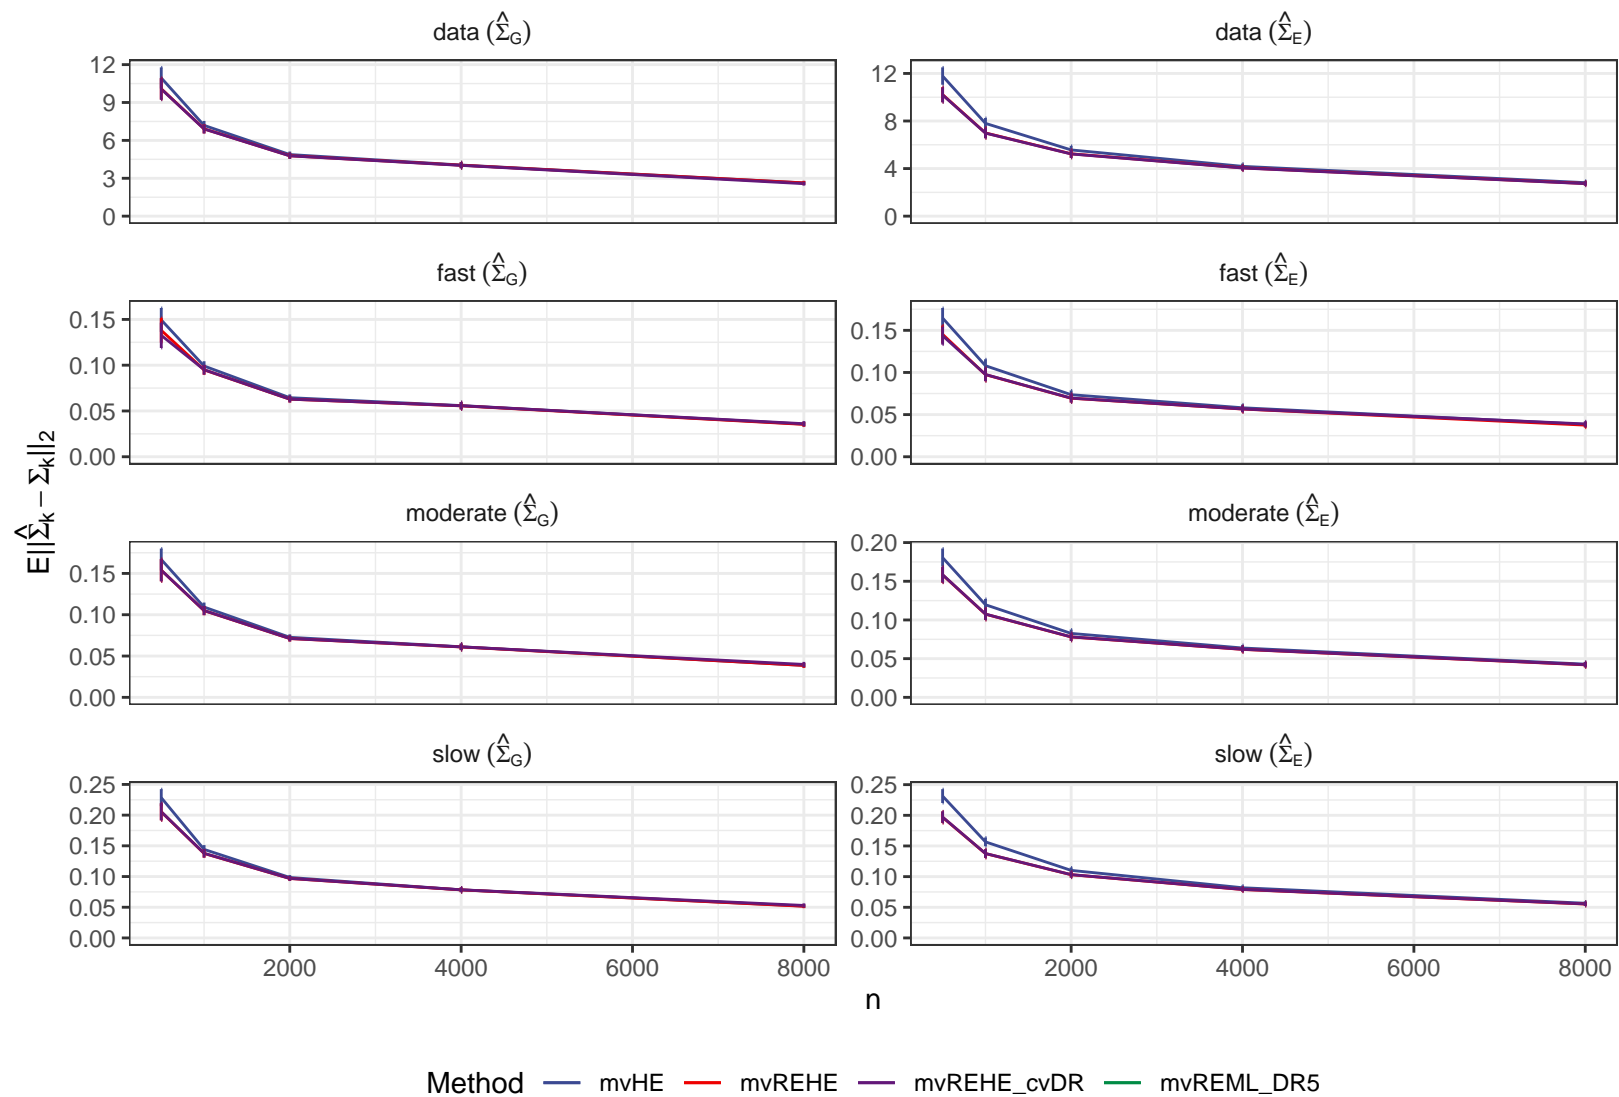 data (Σ̂G)
data (Σ̂E)
12
9
6
3
0
12
8
4
0
fast (Σ̂G)
fast (Σ̂E)
0.15
0.10
0.05
0.00
0.15
0.10
0.05
0.00
E||Σ̂k − Σk||2
moderate (Σ̂G)
moderate (Σ̂E)
0.15
0.10
0.05
0.00
0.20
0.15
0.10
0.05
0.00
slow (Σ̂G)
slow (Σ̂E)
0.25
0.20
0.15
0.10
0.05
0.00
0.25
0.20
0.15
0.10
0.05
0.00
2000 4000 6000 8000
2000 4000 6000 8000
n
Method mvHE mvREHE mvREHE_cvDR mvREML_DR5